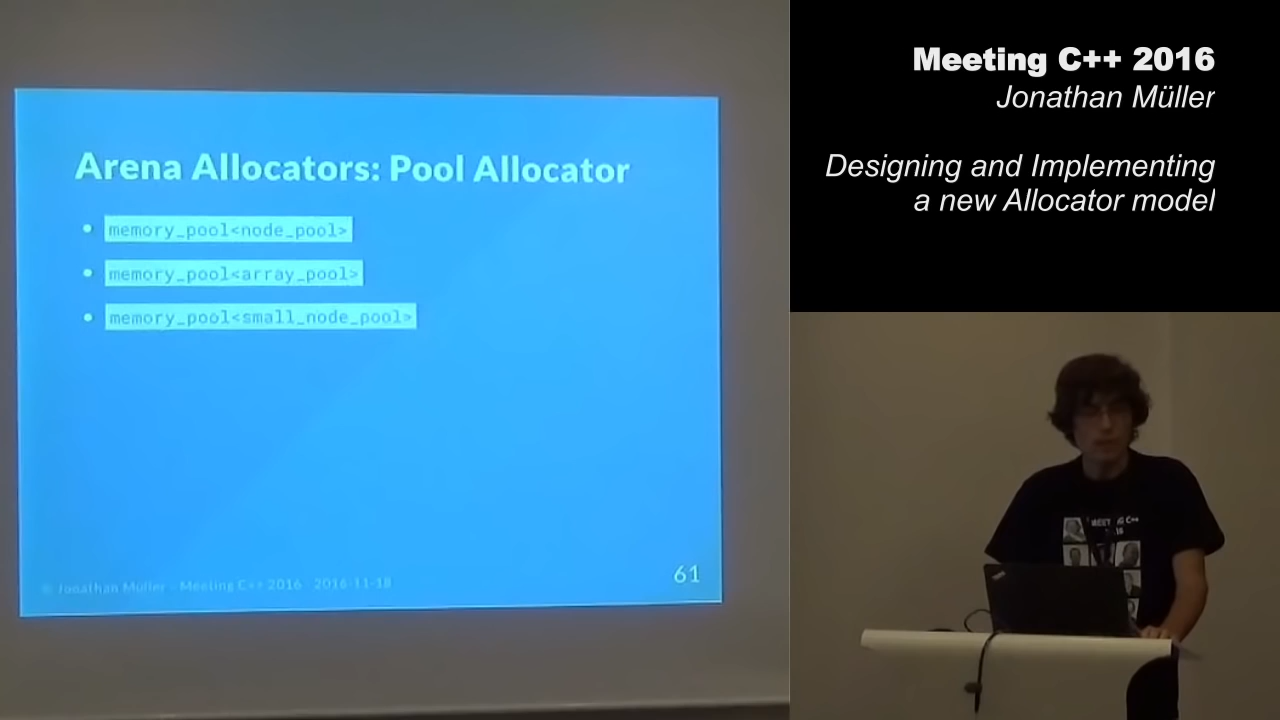 Arena Allocators: Pool Allocator
• memory_pool<node_pool>
• memory_pool<array_pool>
• memory_pool<small_node_pool>
© Jonathan Müller - Meeting C++ 2016 - 2016-11-18
61
Meeting C++ 2016
Jonathan Müller
Designing and Implementing
a new Allocator model
MEETING C++